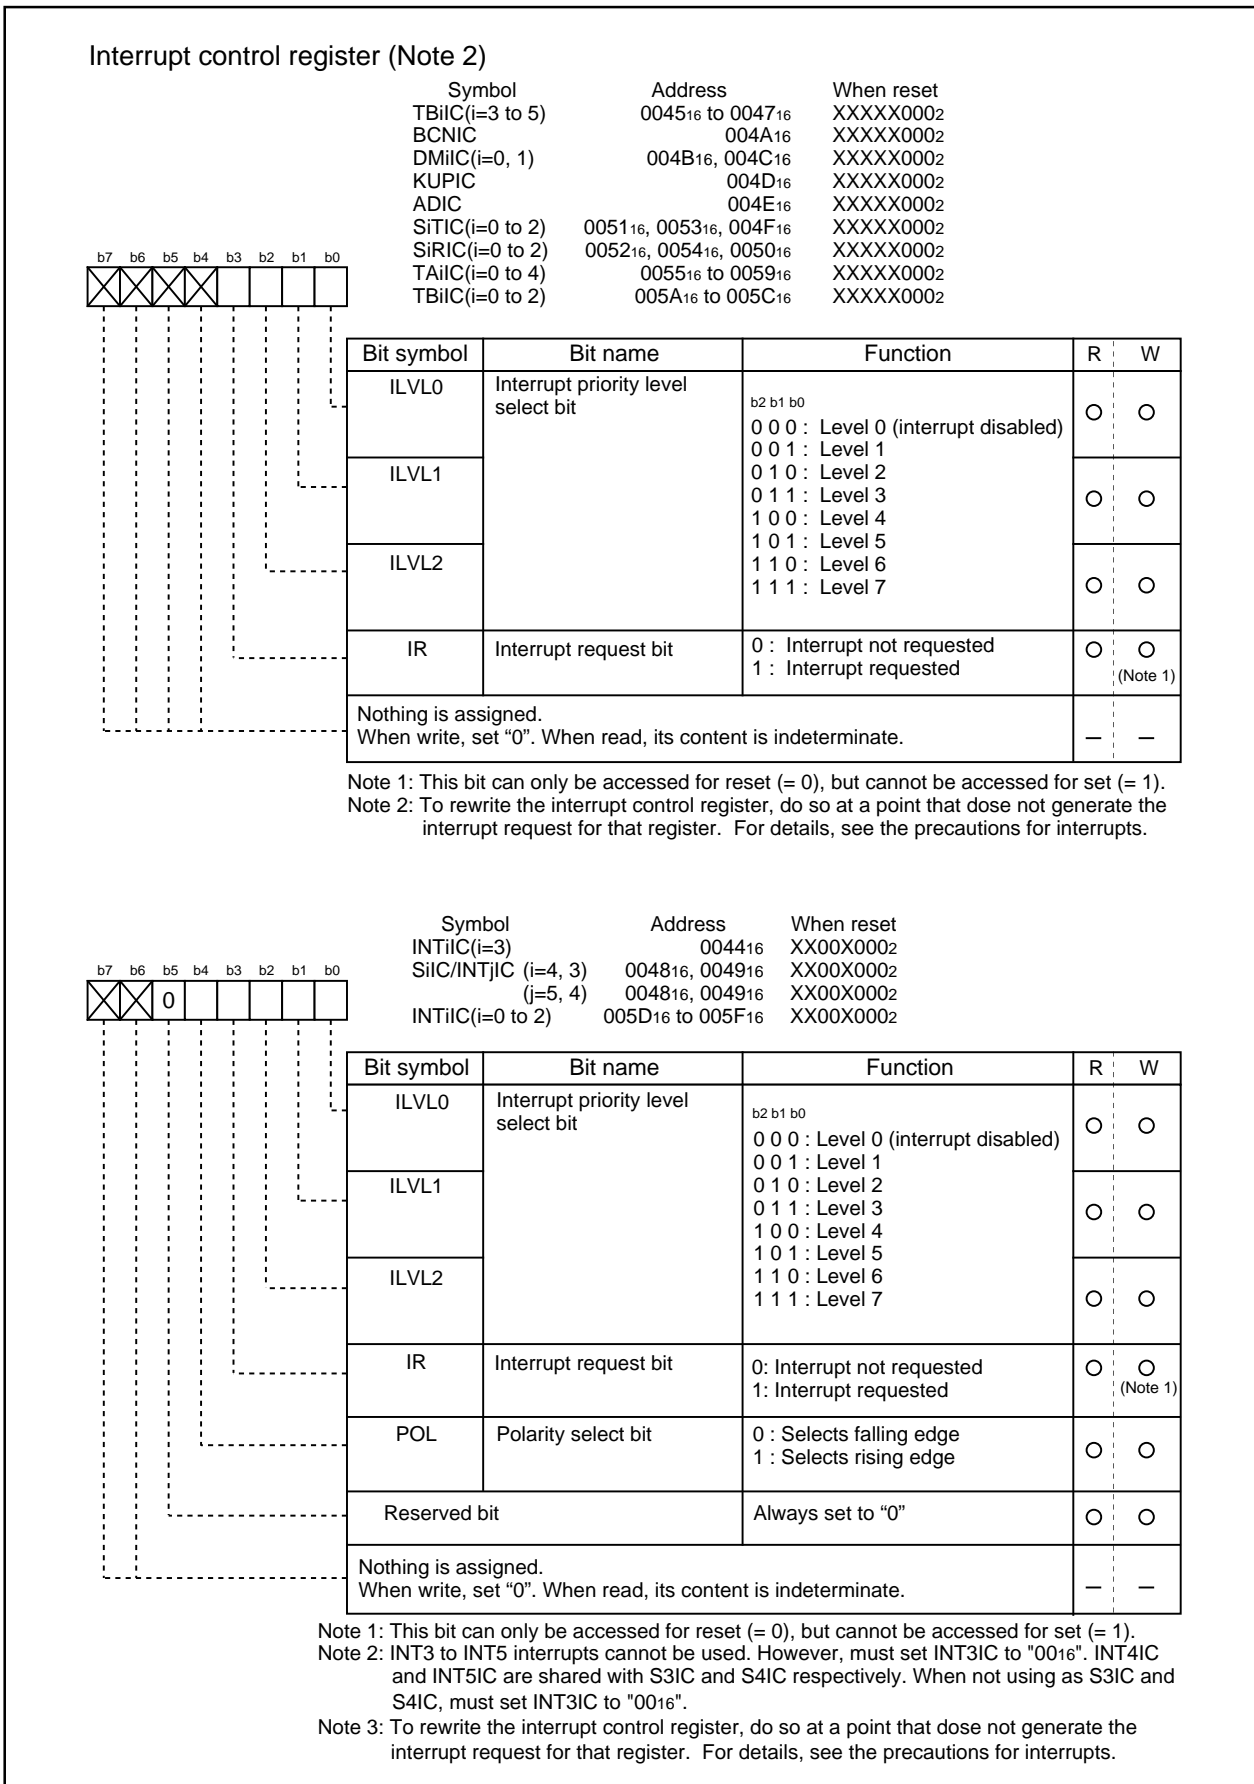 Interrupt control register (Note 2)
Symbol Address When reset
TBiIC(i=3 to 5) 004516 to 004716 XXXXX0002
BCNIC 004A16 XXXXX0002
DMiIC(i=0, 1) 004B16, 004C16 XXXXX0002
KUPIC 004D16 XXXXX0002
ADIC 004E16 XXXXX0002
SiTIC(i=0 to 2) 005116, 005316, 004F16 XXXXX0002
SiRIC(i=0 to 2) 005216, 005416, 005016 XXXXX0002
TAiIC(i=0 to 4) 005516 to 005916 XXXXX0002
TBiIC(i=0 to 2) 005A16 to 005C16 XXXXX0002
b7 b6 b5 b4 b3 b2 b1 b0
Bit symbol Bit name Function R W
ILVL0 Interrupt priority level
select bit
b2 b1 b0
0 0 0 : Level 0 (interrupt disabled)
0 0 1 : Level 1
ILVL1 0 1 0 : Level 2
0 1 1 : Level 3
1 0 0 : Level 4
1 0 1 : Level 5
ILVL2 1 1 0 : Level 6
1 1 1 : Level 7
IR Interrupt request bit 0 : Interrupt not requested
1 : Interrupt requested (Note 1)
Nothing is assigned.
When write, set “0”. When read, its content is indeterminate. – –
Note 1: This bit can only be accessed for reset (= 0), but cannot be accessed for set (= 1).
Note 2: To rewrite the interrupt control register, do so at a point that dose not generate the
interrupt request for that register. For details, see the precautions for interrupts.
Symbol Address When reset
INTiIC(i=3) 004416 XX00X0002
SiIC/INTjIC (i=4, 3) 004816, 004916 XX00X0002
(j=5, 4) 004816, 004916 XX00X0002
INTiIC(i=0 to 2) 005D16 to 005F16 XX00X0002
b7 b6 b5 b4 b3 b2 b1 b0
0
Bit symbol Bit name Function R W
ILVL0 Interrupt priority level
select bit
b2 b1 b0
0 0 0 : Level 0 (interrupt disabled)
0 0 1 : Level 1
ILVL1 0 1 0 : Level 2
0 1 1 : Level 3
1 0 0 : Level 4
1 0 1 : Level 5
ILVL2 1 1 0 : Level 6
1 1 1 : Level 7
IR Interrupt request bit 0: Interrupt not requested
1: Interrupt requested (Note 1)
POL Polarity select bit 0 : Selects falling edge
1 : Selects rising edge
Reserved bit Always set to “0”
Nothing is assigned.
When write, set “0”. When read, its content is indeterminate. – –
Note 1: This bit can only be accessed for reset (= 0), but cannot be accessed for set (= 1).
Note 2: INT3 to INT5 interrupts cannot be used. However, must set INT3IC to "0016". INT4IC
and INT5IC are shared with S3IC and S4IC respectively. When not using as S3IC and
S4IC, must set INT3IC to "0016".
Note 3: To rewrite the interrupt control register, do so at a point that dose not generate the
interrupt request for that register. For details, see the precautions for interrupts.